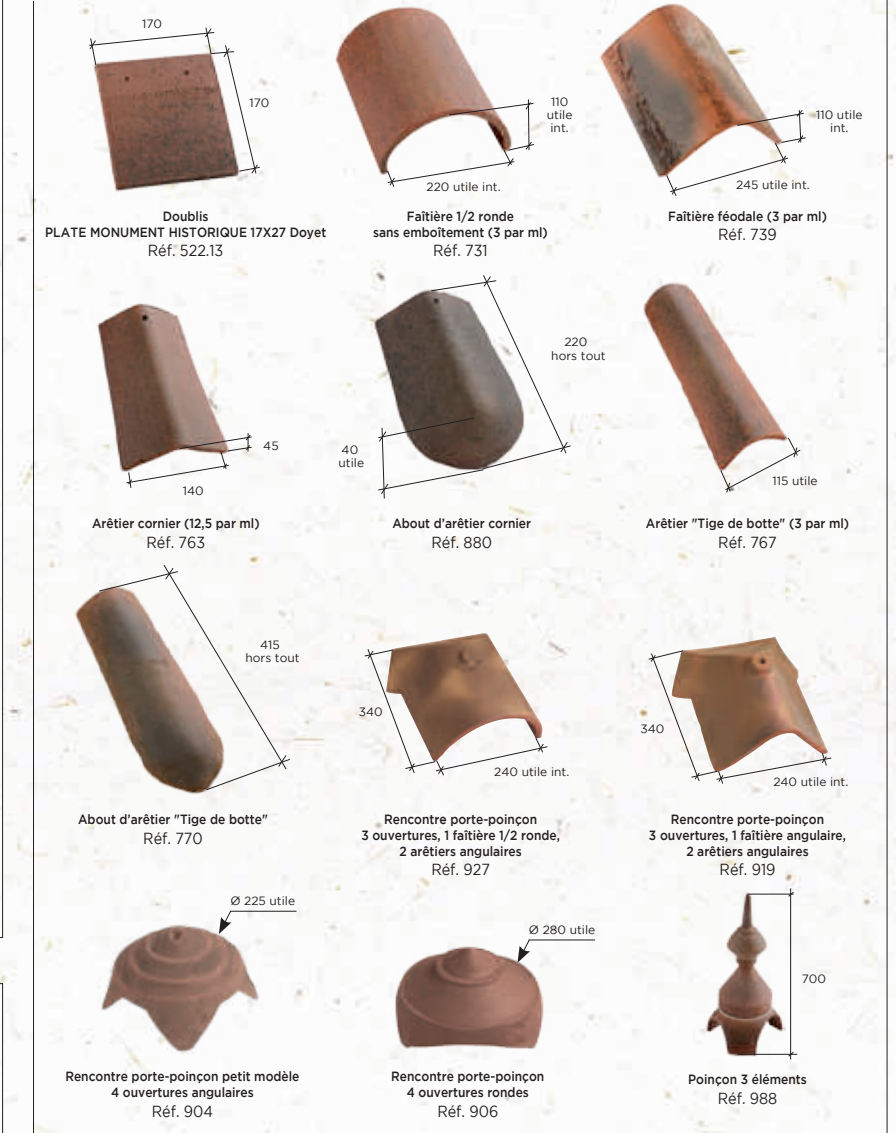 170
170
Doublis
PLATE MONUMENT HISTORIQUE 17X27 Doyet
Réf. 522.13
110
utile
int.
220 utile int.
Faîtière 1/2 ronde
sans emboîtement (3 par ml)
Réf. 731
110 utile
int.
245 utile int.
Faîtière féodale (3 par ml)
Réf. 739
45
140
Arêtier cornier (12,5 par ml)
Réf. 763
220
hors tout
40
utile
About d'arêtier cornier
Réf. 880
115 utile
Arêtier "Tige de botte" (3 par ml)
Réf. 767
415
hors tout
About d'arêtier "Tige de botte"
Réf. 770
340
240 utile int.
Rencontre porte-poinçon
3 ouvertures, 1 faîtière 1/2 ronde,
2 arêtiers angulaires
Réf. 927
340
240 utile int.
Rencontre porte-poinçon
3 ouvertures, 1 faîtière angulaire,
2 arêtiers angulaires
Réf. 919
Ø 225 utile
Rencontre porte-poinçon petit modèle
4 ouvertures angulaires
Réf. 904
Ø 280 utile
Rencontre porte-poinçon
4 ouvertures rondes
Réf. 906
700
Poinçon 3 éléments
Réf. 988